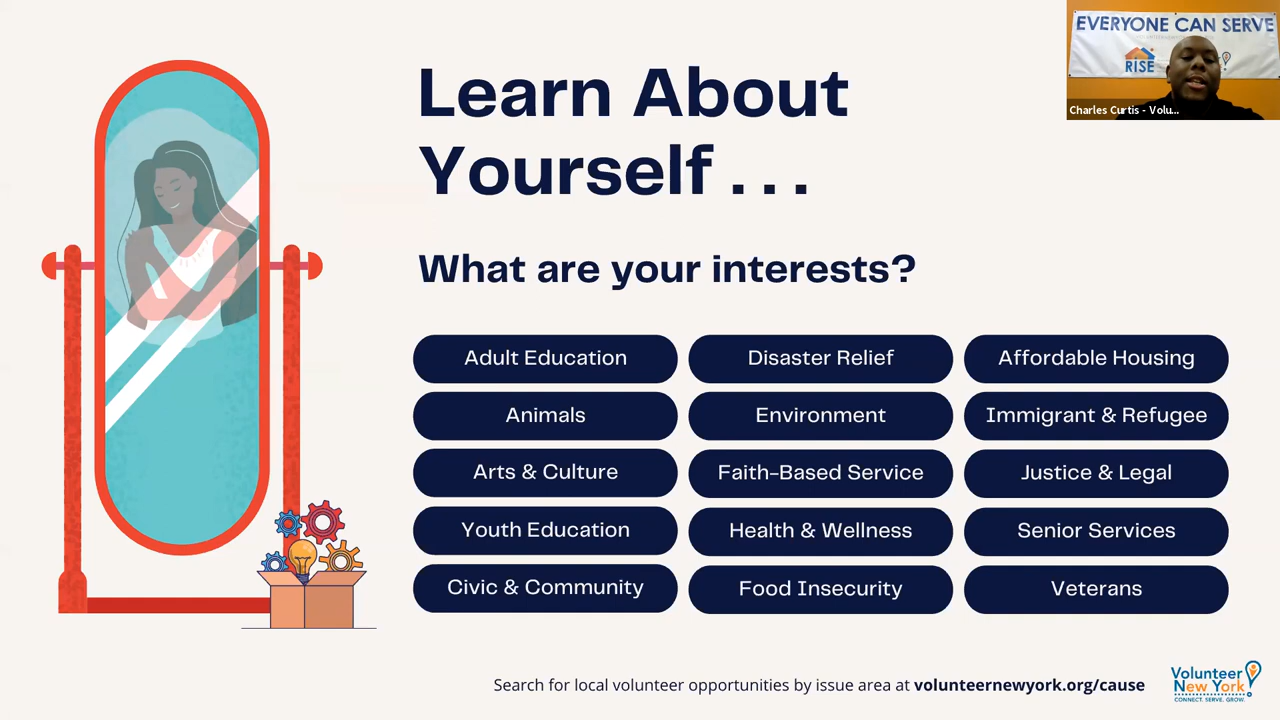 EVERYONE CAN SERVE
RISE
Charles Curtis - Volu...
Learn About
Yourself . . .
What are your interests?
Adult Education
Disaster Relief
Affordable Housing
Animals
Environment
Immigrant & Refugee
Arts & Culture
Faith-Based Service
Justice & Legal
Youth Education
Health & Wellness
Senior Services
Civic & Community
Food Insecurity
Veterans
Search for local volunteer opportunities by issue area at volunteernewyork.org/cause
Volunteer
New York
CONNECT. SERVE. GROW.